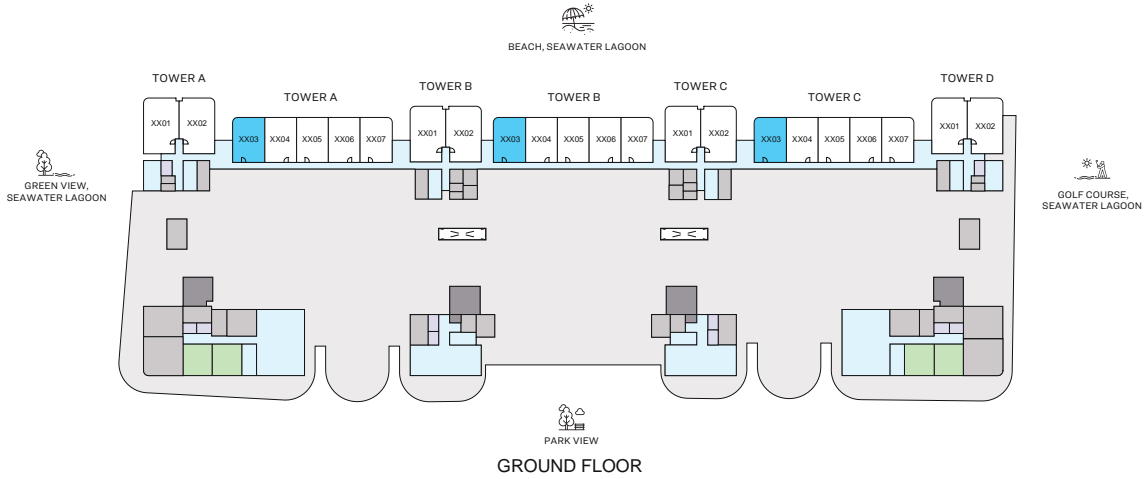 BEACH, SEAWATER LAGOON
TOWER A
TOWER A
TOWER B
TOWER B
TOWER C
TOWER C
TOWER D
XX01 XX02
XX03 XX04 XX05 XX06 XX07
XX01 XX02
XX03 XX04 XX05 XX06 XX07
XX01 XX02
XX03 XX04 XX05 XX06 XX07
XX01 XX02
GREEN VIEW,
SEAWATER LAGOON
GOLF COURSE,
SEAWATER LAGOON
PARK VIEW
GROUND FLOOR